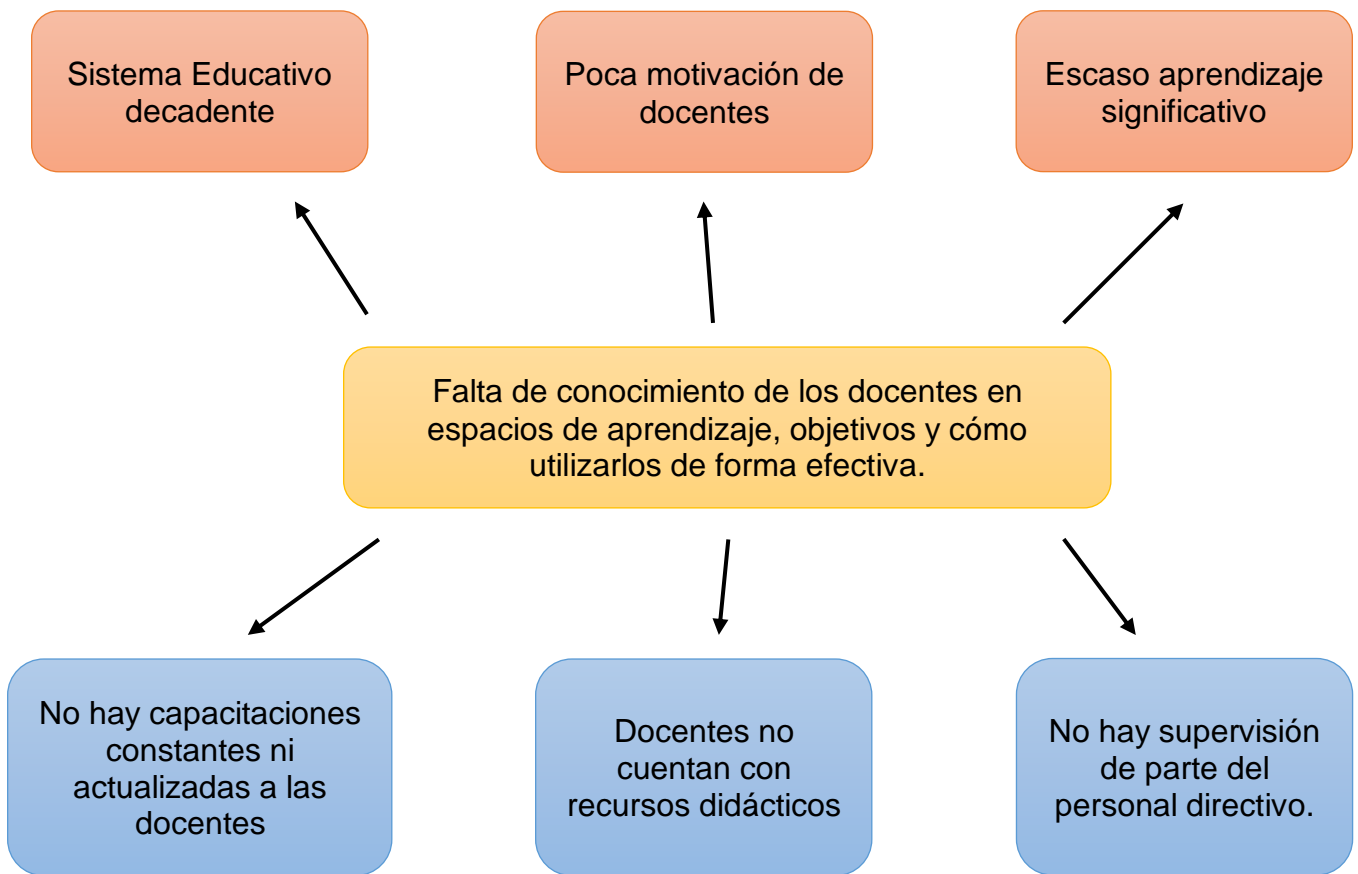 Sistema Educativo
decadente
Poca motivación de
docentes
Escaso aprendizaje
significativo
Falta de conocimiento de los docentes en
espacios de aprendizaje, objetivos y cómo
utilizarlos de forma efectiva.
No hay capacitaciones
constantes ni
actualizadas a las
docentes
Docentes no
cuentan con
recursos didácticos
No hay supervisión
de parte del
personal directivo.